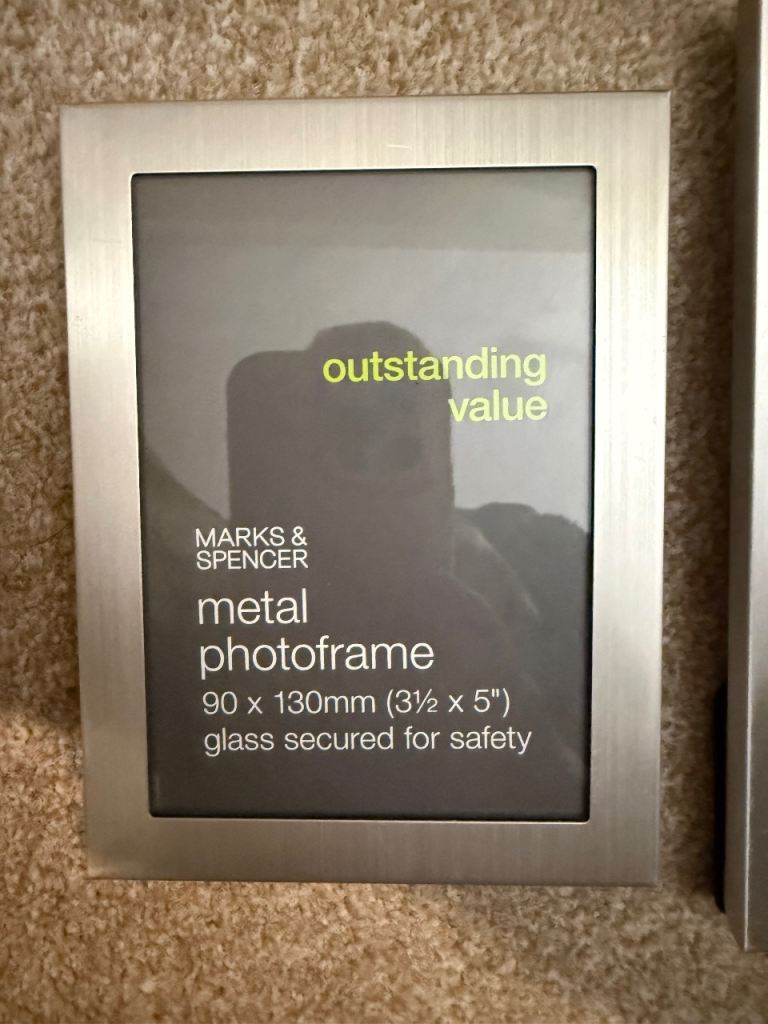 outstanding
value
MARKS &
SPENCER
metal
photoframe
90 x 130mm (3½ x 5")
glass secured for safety